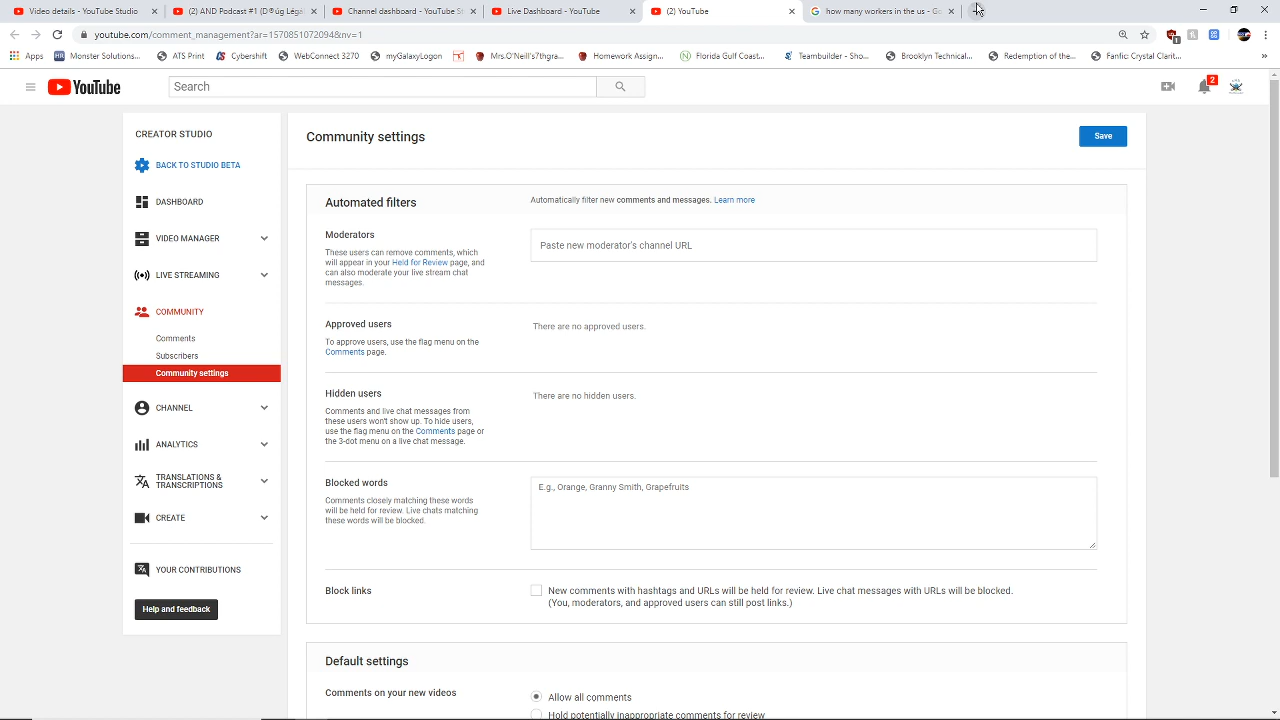 Video details - YouTube Studio
(2) AND Podcast #1 (D®úg Légal
Channel dashboard - YouTube St
Live Dashboard - YouTube
(2) YouTube
how many workers in the us - Go
youtube.com/comment_management?ar=1570851072094&nv=1
Apps
Monster Solutions...
ATS Print
Cybershift
WebConnect 3270
myGalaxyLogon
Mrs.O'Neill's7thgra...
Homework Assign...
Florida Gulf Coast...
Teambuilder - Sho...
Brooklyn Technical...
Redemption of the...
Fanfic: Crystal Clarit...
YouTube
Search
2
CREATOR STUDIO
BACK TO STUDIO BETA
DASHBOARD
VIDEO MANAGER
LIVE STREAMING
COMMUNITY
Comments
Subscribers
Community settings
CHANNEL
ANALYTICS
TRANSLATIONS &
TRANSCRIPTIONS
CREATE
YOUR CONTRIBUTIONS
Help and feedback
Community settings
Save
Automated filters
Automatically filter new comments and messages. Learn more
Moderators
These users can remove comments, which
will appear in your Held for Review page, and
can also moderate your live stream chat
messages.
Paste new moderator's channel URL
Approved users
To approve users, use the flag menu on the
Comments page.
There are no approved users.
Hidden users
Comments and live chat messages from
these users won't show up. To hide users,
use the flag menu on the Comments page or
the 3-dot menu on a live chat message.
There are no hidden users.
Blocked words
Comments closely matching these words
will be held for review. Live chats matching
these words will be blocked.
E.g., Orange, Granny Smith, Grapefruits
Block links
New comments with hashtags and URLs will be held for review. Live chat messages with URLs will be blocked.
(You, moderators, and approved users can still post links.)
Default settings
Comments on your new videos
Allow all comments
Hold potentially inappropriate comments for review